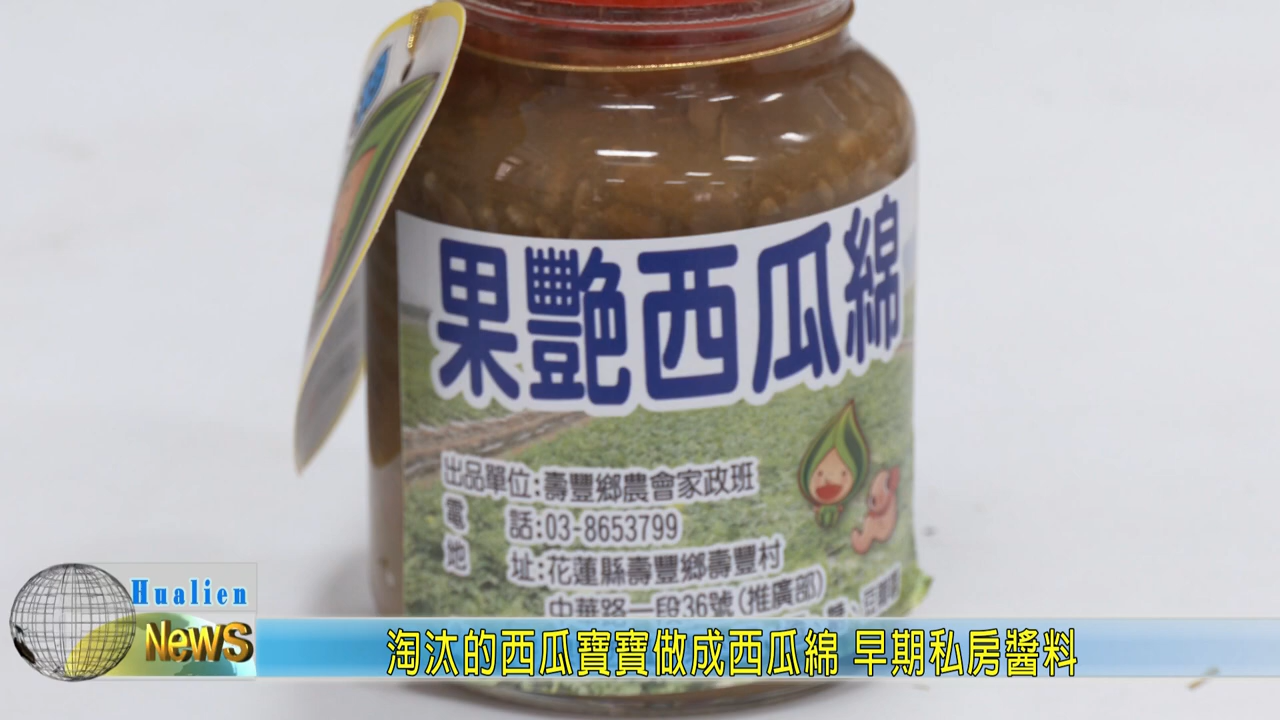 果艷西瓜綿
出品單位:壽豐鄉農會家政班
電 話:03-8653799
地 址:花蓮縣壽豐鄉壽豐村
中華路一段36號(推廣部)
Hualien
NewS
淘汰的西瓜寶寶做成西瓜綿 早期私房醬料